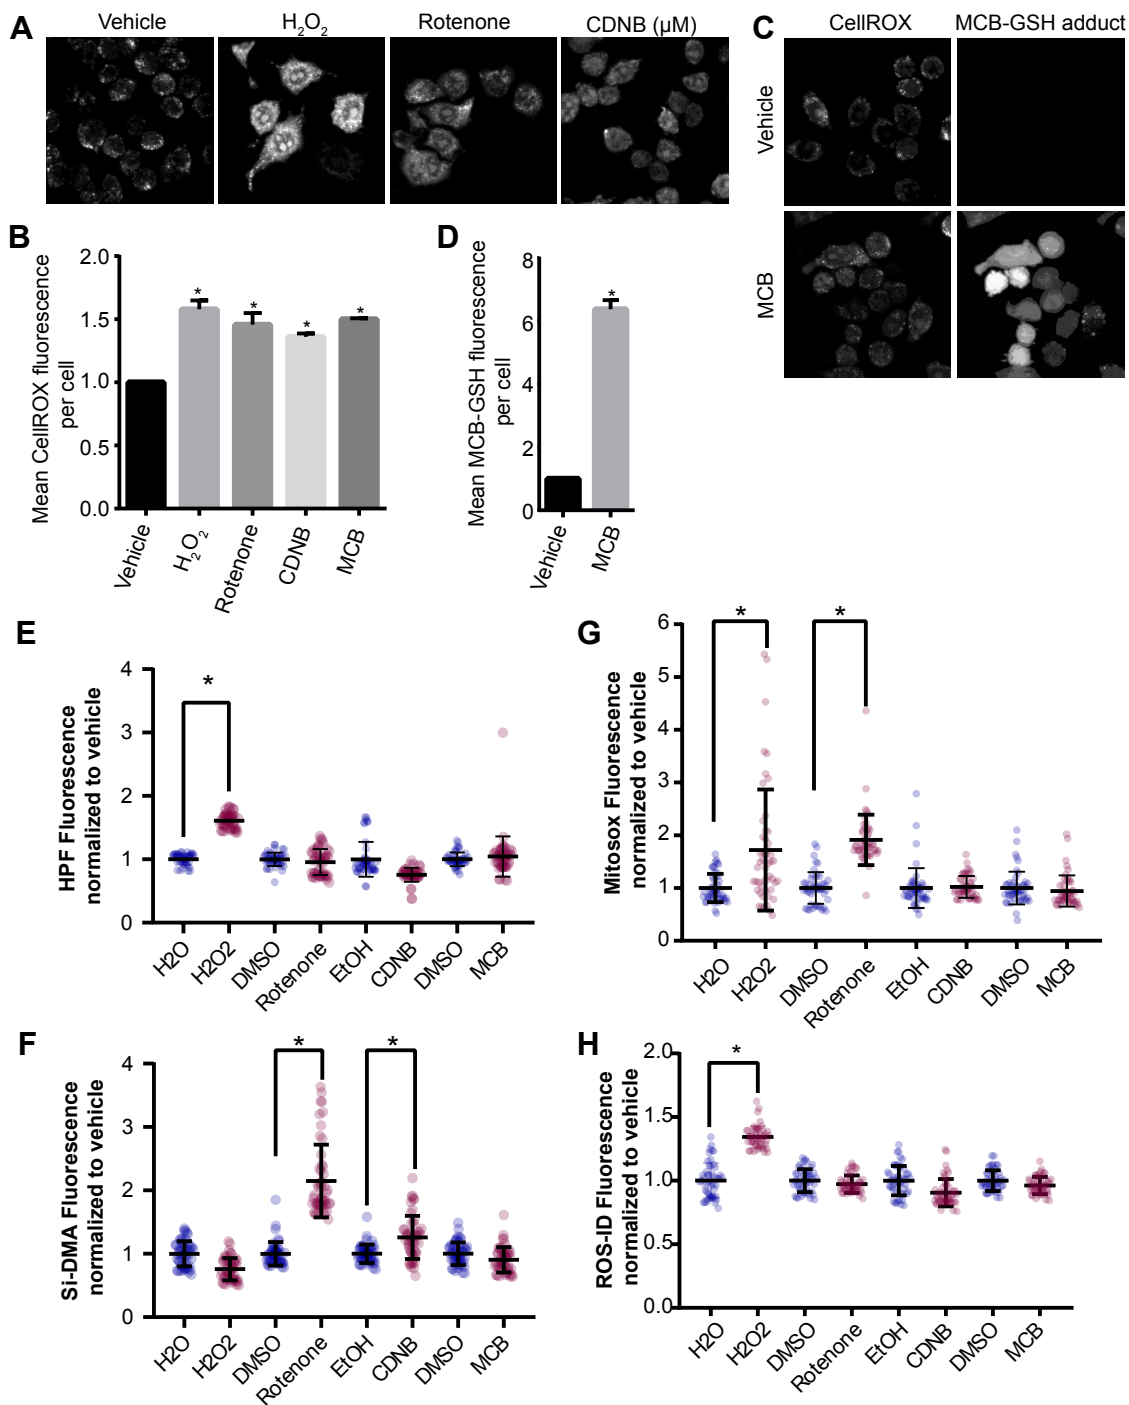 A
Vehicle
H2O2
Rotenone
CDNB (µM)
C
CellROX
MCB-GSH adduct
Vehicle
MCB
B
Mean CellROX fluorescence
per cell
2.0
1.5
1.0
0.5
0.0
*
*
*
*
Vehicle
H2O2
Rotenone
CDNB
MCB
D
Mean MCB-GSH fluorescence
per cell
8
6
4
2
0
*
Vehicle
MCB
E
HPF Fluorescence
normalized to vehicle
4
3
2
1
0
*
H2O
H2O2
DMSO
Rotenone
EtOH
CDNB
DMSO
MCB
G
Mitosox Fluorescence
normalized to vehicle
6
5
4
3
2
1
0
*
*
H2O
H2O2
DMSO
Rotenone
EtOH
CDNB
DMSO
MCB
F
Si-DMA Fluorescence
normalized to vehicle
4
3
2
1
0
*
*
H2O
H2O2
DMSO
Rotenone
EtOH
CDNB
DMSO
MCB
H
ROS-ID Fluorescence
normalized to vehicle
2.0
1.5
1.0
0.5
0.0
*
H2O
H2O2
DMSO
Rotenone
EtOH
CDNB
DMSO
MCB